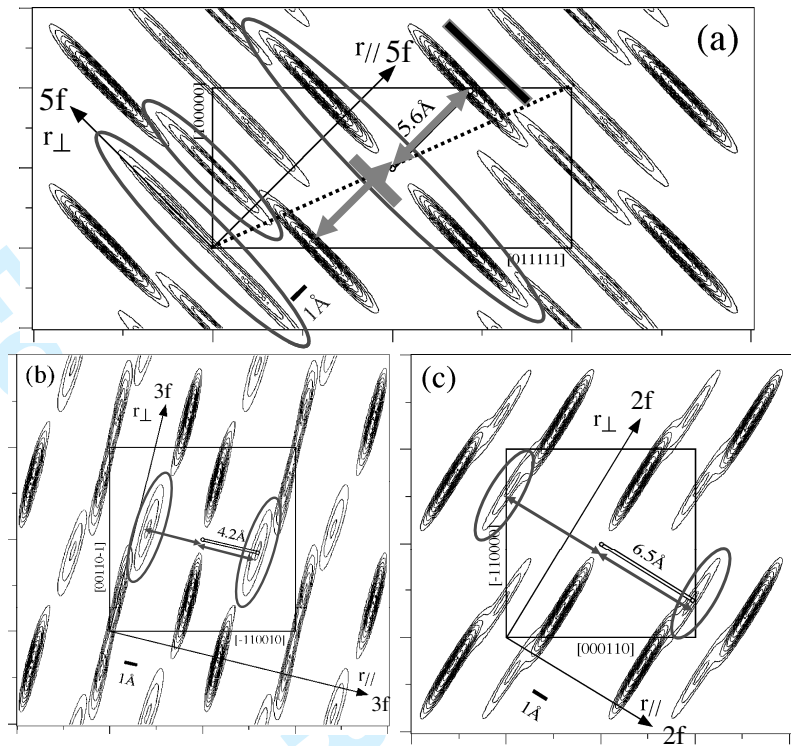 (a)
r// 5f
5f
r⊥
[100000]
5.6Å
[011111]
1Å
(b)
3f
r⊥
4.2Å
[00110-1]
[-110010]
1Å
r//
3f
(c)
2f
r⊥
6.5Å
[-110000]
[000110]
1Å
r//
2f